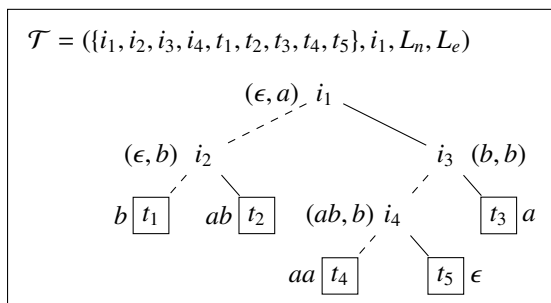 𝒯 = ({i₁, i₂, i₃, i₄, t₁, t₂, t₃, t₄, t₅}, i₁, Lₙ, Lₑ)
(ϵ, a) i₁
(ϵ, b) i₂ i₃ (b, b)
b t₁ ab t₂ (ab, b) i₄ t₃ a
aa t₄ t₅ ϵ